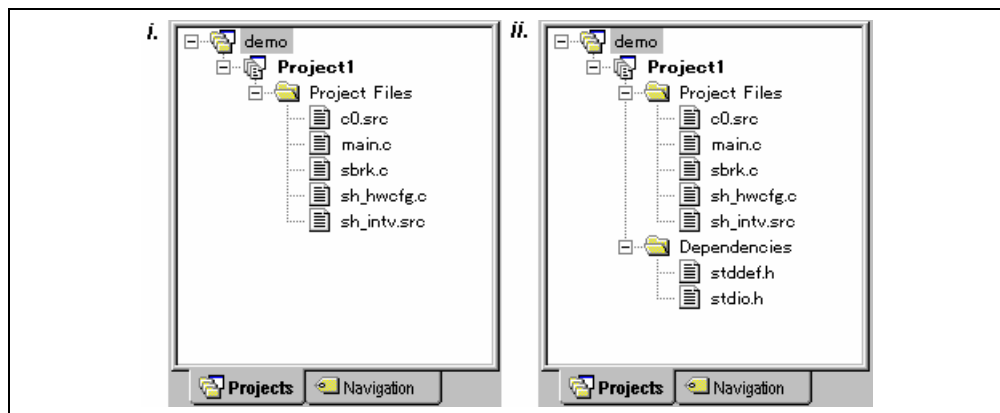 i.
demo
Project1
Project Files
c0.src
main.c
sbrk.c
sh_hwcfg.c
sh_intv.src
Projects
Navigation
ii.
demo
Project1
Project Files
c0.src
main.c
sbrk.c
sh_hwcfg.c
sh_intv.src
Dependencies
stddef.h
stdio.h
Projects
Navigation